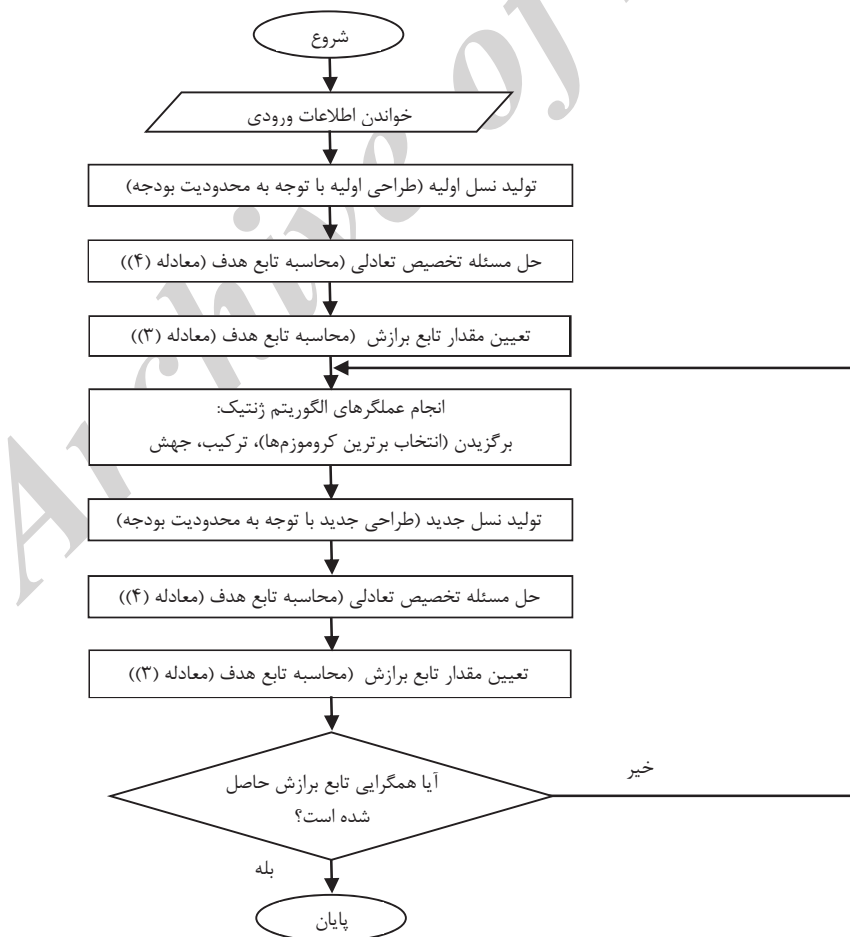 شروع
خواندن اطلاعات ورودی
تولید نسل اولیه (طراحی اولیه با توجه به محدودیت بودجه)
حل مسئله تخصیص تعادلی (محاسبه تابع هدف (معادله (۴))
تعیین مقدار تابع برازش (محاسبه تابع هدف (معادله (۳))
انجام عملگرهای الگوریتم ژنتیک:
برگزیدن (انتخاب برترین کروموزم‌ها)، ترکیب، جهش
تولید نسل جدید (طراحی جدید با توجه به محدودیت بودجه)
حل مسئله تخصیص تعادلی (محاسبه تابع هدف (معادله (۴))
تعیین مقدار تابع برازش (محاسبه تابع هدف (معادله (۳))
آیا همگرایی تابع برازش حاصل
شده است؟
خیر
بله
پایان
Archive of